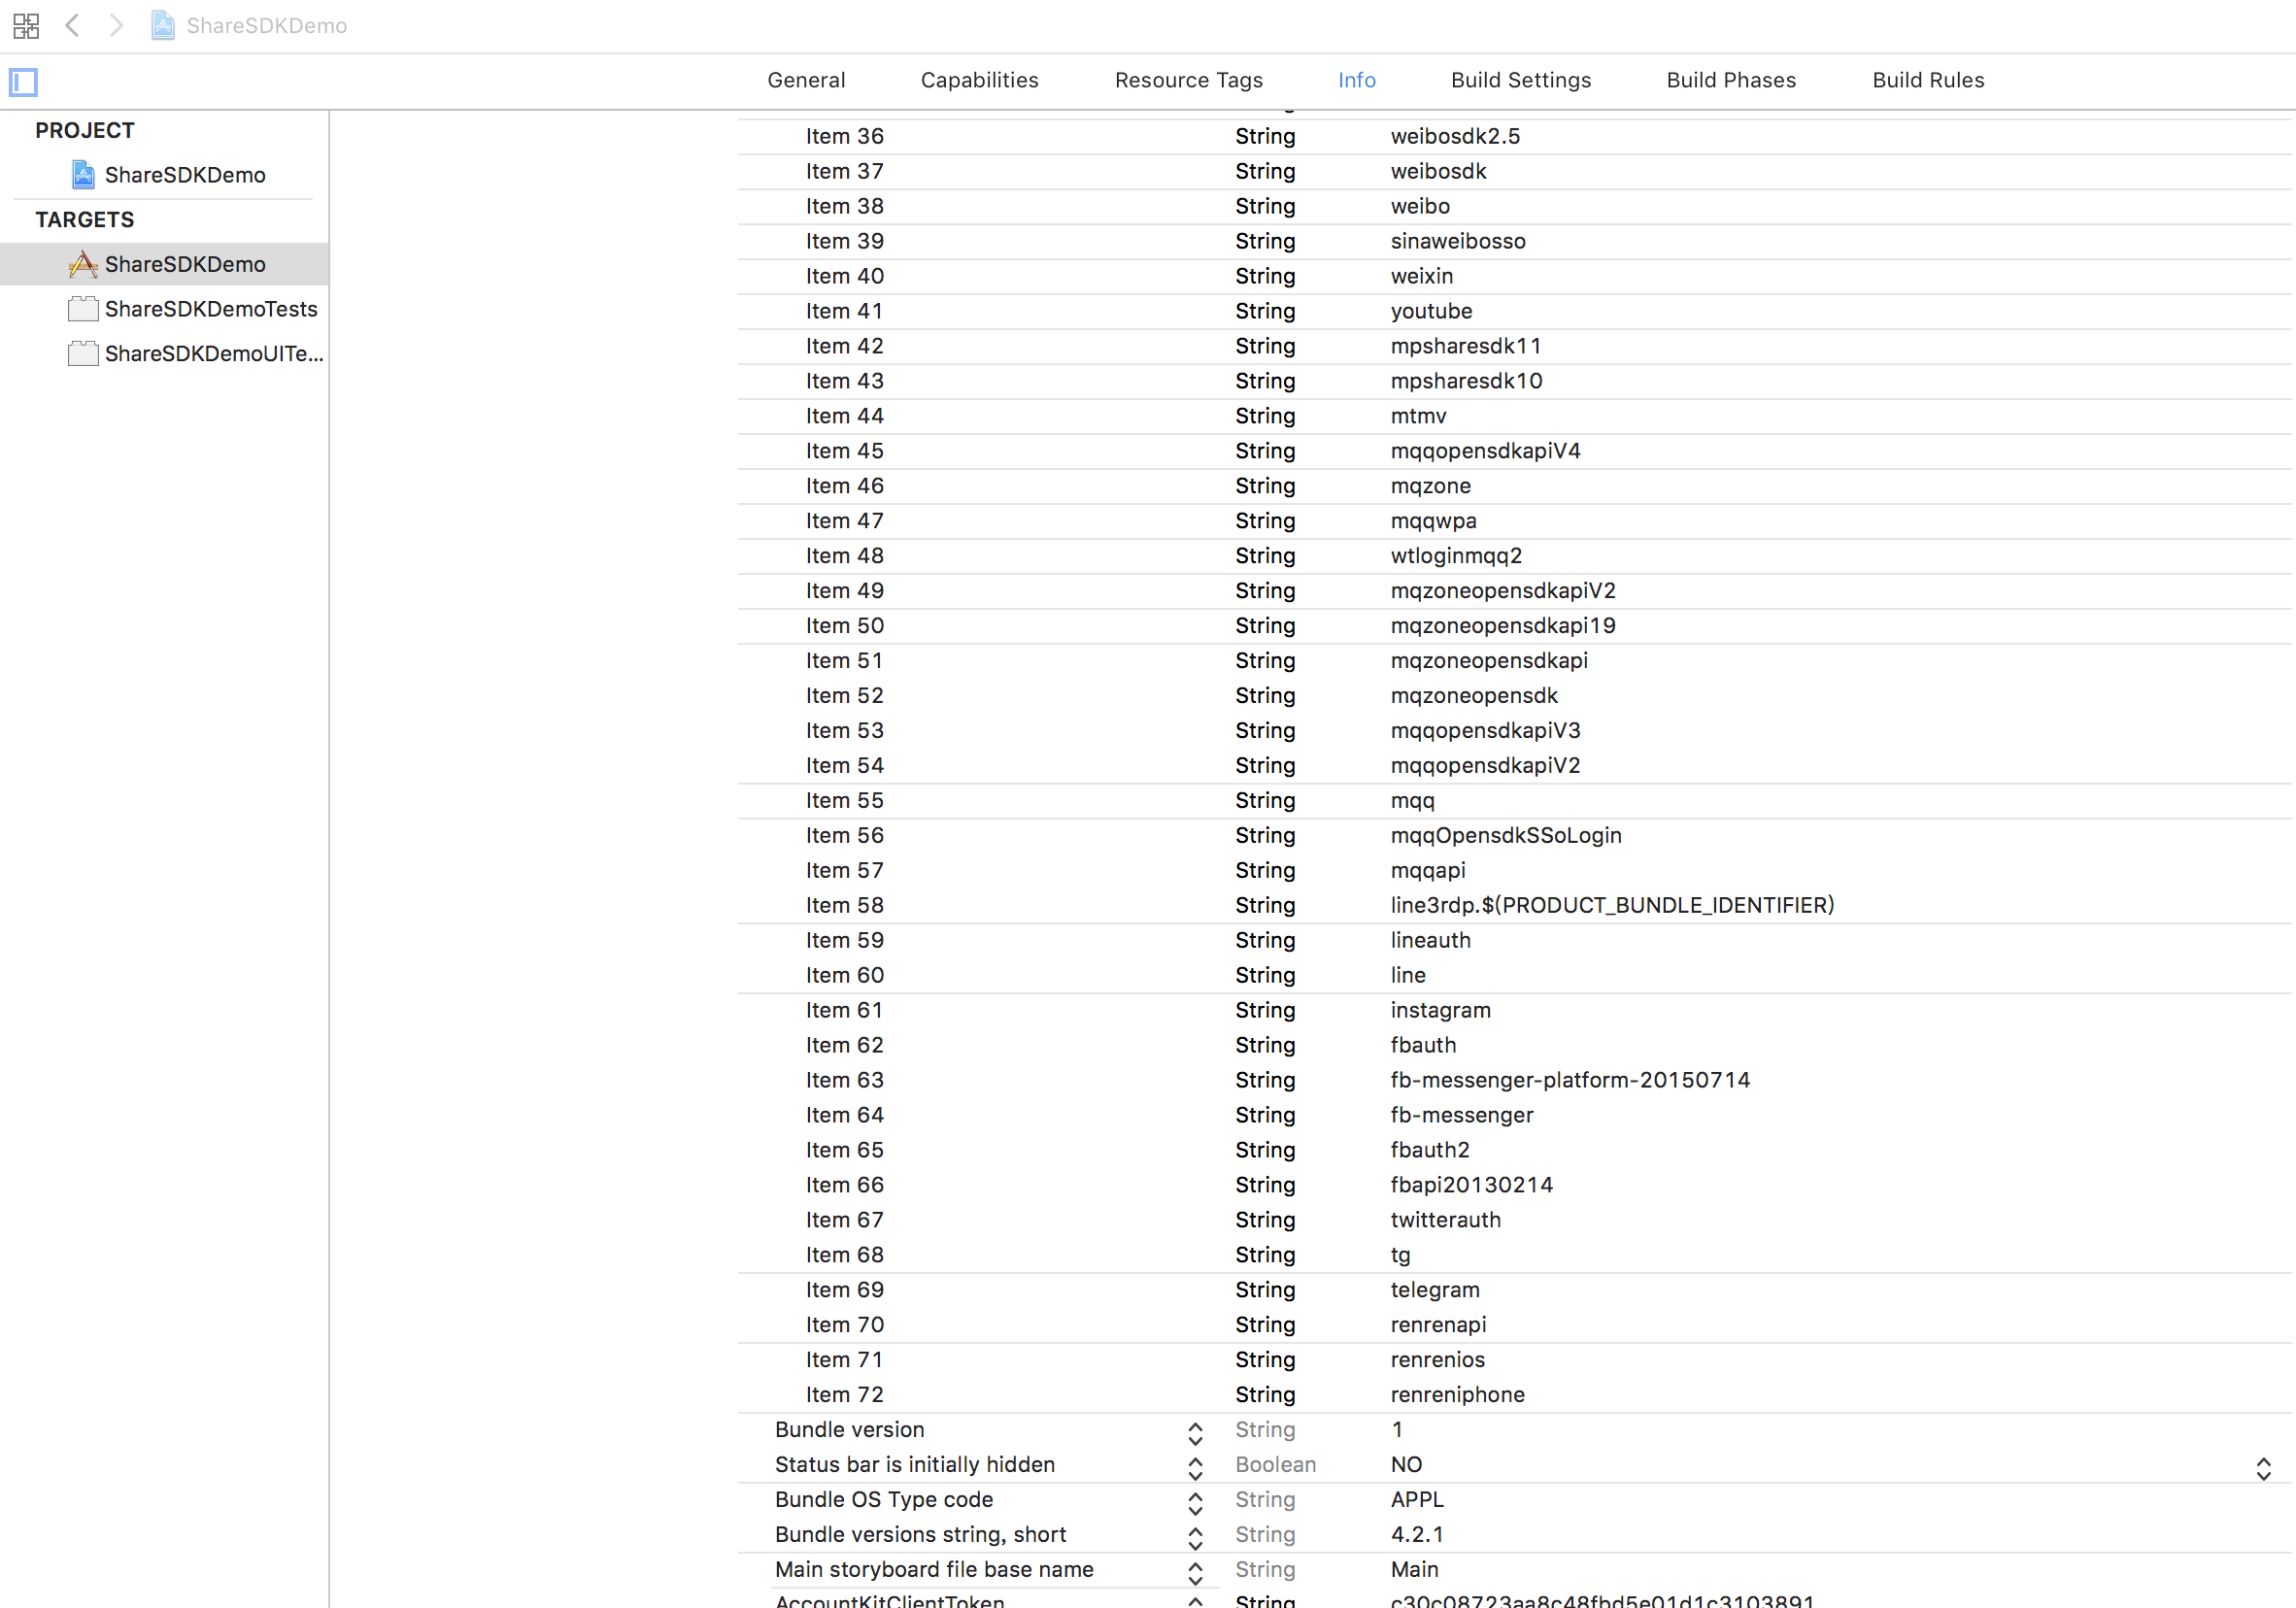 ShareSDKDemo
General Capabilities Resource Tags Info Build Settings Build Phases Build Rules
PROJECT
ShareSDKDemo
TARGETS
ShareSDKDemo
ShareSDKDemoTests
ShareSDKDemoUITe...
Item 36 String weibosdk2.5
Item 37 String weibosdk
Item 38 String weibo
Item 39 String sinaweibosso
Item 40 String weixin
Item 41 String youtube
Item 42 String mpsharesdk11
Item 43 String mpsharesdk10
Item 44 String mtmv
Item 45 String mqqopensdkapiV4
Item 46 String mqzone
Item 47 String mqqwpa
Item 48 String wtloginmqq2
Item 49 String mqzoneopensdkapiV2
Item 50 String mqzoneopensdkapi19
Item 51 String mqzoneopensdkapi
Item 52 String mqzoneopensdk
Item 53 String mqqopensdkapiV3
Item 54 String mqqopensdkapiV2
Item 55 String mqq
Item 56 String mqqOpensdkSSoLogin
Item 57 String mqqapi
Item 58 String line3rdp.$(PRODUCT_BUNDLE_IDENTIFIER)
Item 59 String lineauth
Item 60 String line
Item 61 String instagram
Item 62 String fbauth
Item 63 String fb-messenger-platform-20150714
Item 64 String fb-messenger
Item 65 String fbauth2
Item 66 String fbapi20130214
Item 67 String twitterauth
Item 68 String tg
Item 69 String telegram
Item 70 String renrenapi
Item 71 String renrenios
Item 72 String renreniphone
Bundle version String 1
Status bar is initially hidden Boolean NO
Bundle OS Type code String APPL
Bundle versions string, short String 4.2.1
Main storyboard file base name String Main
AccountKitClientToken String c30c08723aa8c48fbd5e01d1c3103891